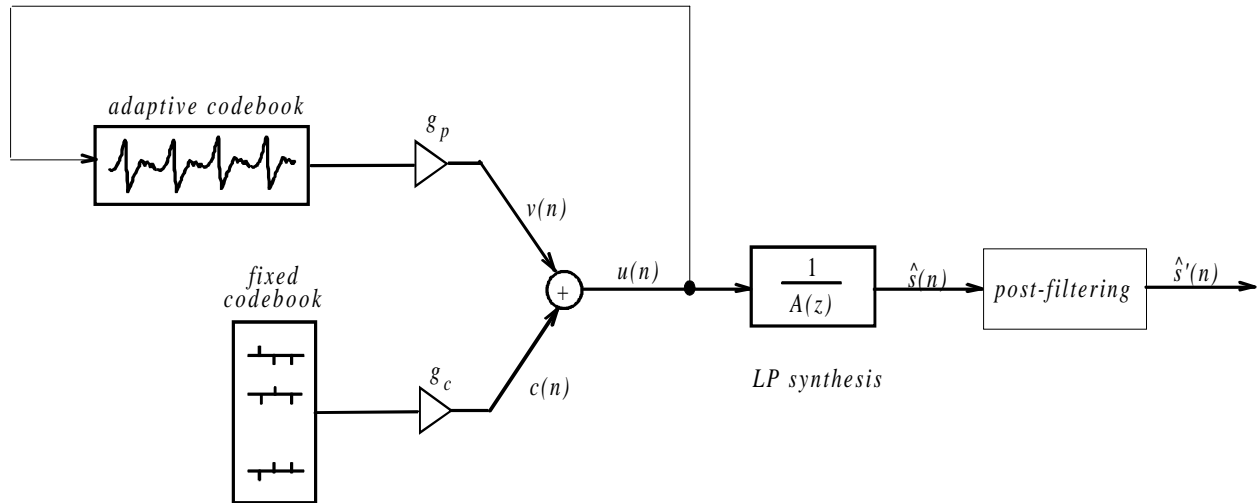 adaptive codebook
g_p
v(n)
fixed
codebook
g_c
c(n)
+
u(n)
1
A(z)
LP synthesis
ŝ(n)
post-filtering
ŝ'(n)